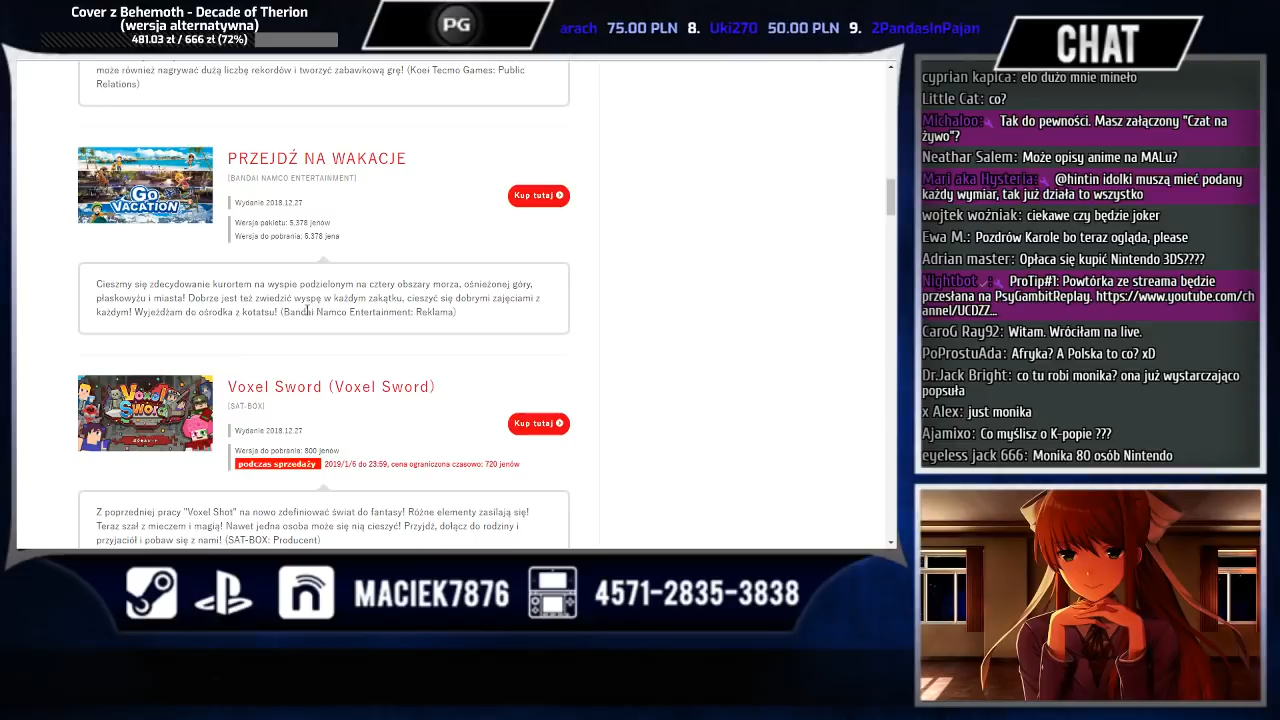 Cover z Behemoth - Decade of Therion
(wersja alternatywna)
481.03 zł / 666 zł (72%)
PG
arach 75.00 PLN 8. Uki270 50.00 PLN 9. 2PandasInPajan
CHAT
może również nagrywać dużą liczbę rekordów i tworzyć zabawkową grę! (Koei Tecmo Games: Public
Relations)
PRZEJDŹ NA WAKACJE
[BANDAI NAMCO ENTERTAINMENT]
Wydanie 2018.12.27
Wersja pakietu: 5.378 jenów
Wersja do pobrania: 5,378 jena
Kup tutaj
GO VACATION
Cieszmy się zdecydowanie kurortami na wyspie podzielonym na cztery obszary morza, ośnieżonej góry,
płaskowyżu i miasta! Dobrze jest też zwiedzić wyspę w każdym zakątku, cieszyć się dobrymi zajęciami z
każdym! Wyjeżdżam do ośrodka z kotatsu! (Bandai Namco Entertainment: Reklama)
Voxel Sword (Voxel Sword)
[SAT-BOX]
Wydanie 2018.12.27
Wersja do pobrania: 800 jenów
podczas sprzedaży 2019/1/6 do 23:59, cena ograniczona czasowo: 720 jenów
Kup tutaj
Voxel Sword
Z poprzedniej pracy "Voxel Shot" na nowo zdefiniować świat do fantasy! Różne elementy zasilają się!
Teraz szał z mieczem i magią! Nawet jedna osoba może się nią cieszyć! Przyjdź, dołącz do rodziny i
przyjaciół i pobaw się z nami! (SAT-BOX: Producent)
cyprian kapica: elo dużo mnie mineło
Little Cat: co?
Michaloo: Tak do pewności. Masz załączony "Czat na
żywo"?
Neathar Salem: Może opisy anime na MALu?
Mari aka Hysteria: @hintin idolki muszą mieć podany
każdy wymiar, tak już działa to wszystko
wojtek woźniak: ciekawe czy będzie joker
Ewa M.: Pozdrów Karole bo teraz ogląda, please
Adrian master: Opłaca się kupić Nintendo 3DS????
Nightbot: ProTip#1: Powtórka ze streama będzie
przesłana na PsyGambitReplay. https://www.youtube.com/ch
annel/UCDZZ...
CaroG Ray92: Witam. Wróciłam na live.
PoProstuAda: Afryka? A Polska to co? xD
Dr.Jack Bright: co tu robi monika? ona już wystarczająco
popsuła
x Alex: just monika
Ajamixo: Co myślisz o K-popie ???
eyeless jack 666: Monika 80 osób Nintendo
MACIEK7876 4571-2835-3838